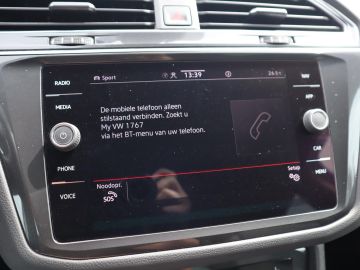 RADIO
MEDIA
PHONE
VOICE
Sport
13:39
26.5
De mobiele telefoon alleen
stilstaand verbinden. Zoekt u
My VW 1767
via het BT-menu van uw telefoon.
Noodopr.
SOS
Setup
NAV
APP
CAR
MENU